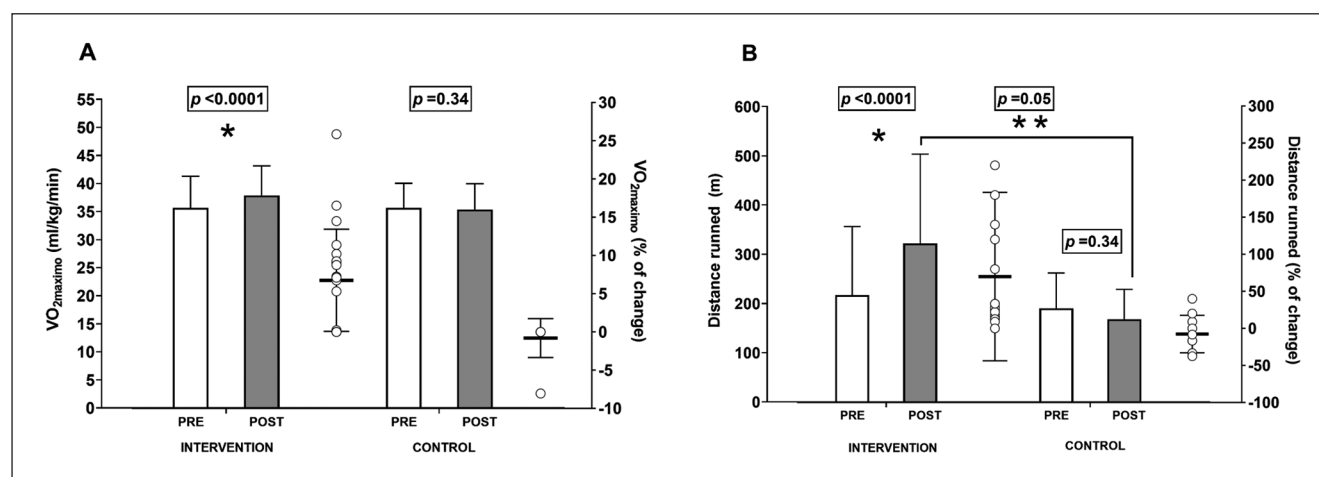 A
p <0.0001
p =0.34
*
VO2maximo (ml/kg/min)
55
50
45
40
35
30
25
20
15
10
5
0
30
20
10
0
-5
-10
VO2maximo (% of change)
PRE
POST
PRE
POST
INTERVENTION
CONTROL
B
p <0.0001
p =0.05
*
* *
p =0.34
Distance runned (m)
600
500
400
300
200
100
0
300
250
200
150
100
50
0
-50
-100
Distance runned (% of change)
PRE
POST
PRE
POST
INTERVENTION
CONTROL